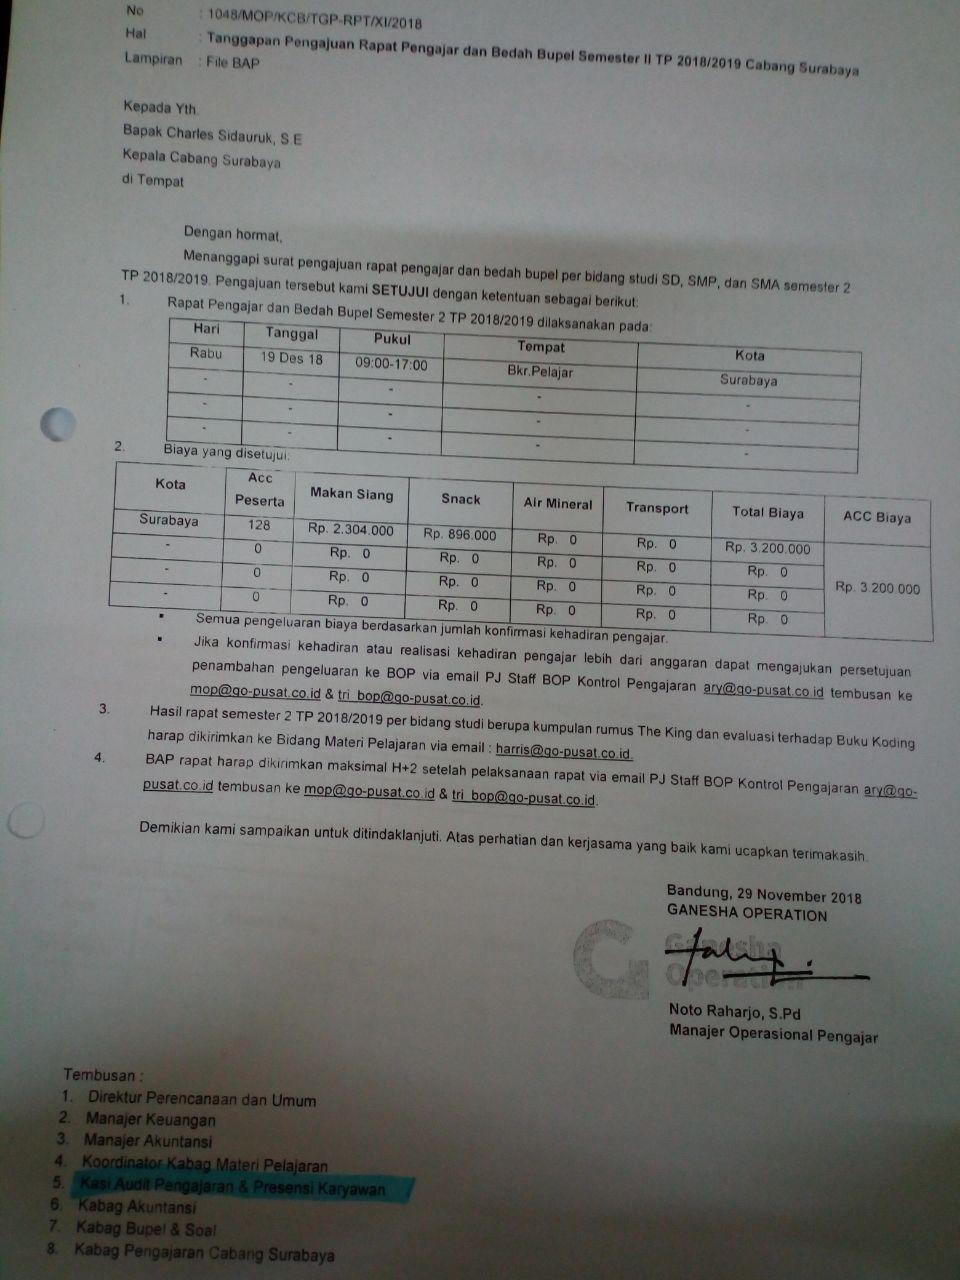 No : 1048/MOP/KCB/TGP-RPT/XI/2018
Hal : Tanggapan Pengajuan Rapat Pengajar dan Bedah Bupel Semester II TP 2018/2019 Cabang Surabaya
Lampiran : File BAP
Kepada Yth.
Bapak Charles Sidauruk, S.E
Kepala Cabang Surabaya
di Tempat
Dengan hormat,
Menanggapi surat pengajuan rapat pengajar dan bedah bupel per bidang studi SD, SMP, dan SMA semester 2
TP 2018/2019. Pengajuan tersebut kami SETUJUI dengan ketentuan sebagai berikut:
1. Rapat Pengajar dan Bedah Bupel Semester 2 TP 2018/2019 dilaksanakan pada:
Hari Tanggal Pukul Tempat Kota
Rabu 19 Des 18 09:00-17:00 Bkr.Pelajar Surabaya
- - - - -
- - - - -
- - - - -
2. Biaya yang disetujui:
Kota Acc Peserta Makan Siang Snack Air Mineral Transport Total Biaya ACC Biaya
Surabaya 128 Rp. 2.304.000 Rp. 896.000 Rp. 0 Rp. 0 Rp. 3.200.000 Rp. 3.200.000
- 0 Rp. 0 Rp. 0 Rp. 0 Rp. 0 Rp. 0
- 0 Rp. 0 Rp. 0 Rp. 0 Rp. 0 Rp. 0
- 0 Rp. 0 Rp. 0 Rp. 0 Rp. 0 Rp. 0
▪ Semua pengeluaran biaya berdasarkan jumlah konfirmasi kehadiran pengajar.
▪ Jika konfirmasi kehadiran atau realisasi kehadiran pengajar lebih dari anggaran dapat mengajukan persetujuan
penambahan pengeluaran ke BOP via email PJ Staff BOP Kontrol Pengajaran ary@go-pusat.co.id tembusan ke
mop@go-pusat.co.id & tri_bop@go-pusat.co.id.
3. Hasil rapat semester 2 TP 2018/2019 per bidang studi berupa kumpulan rumus The King dan evaluasi terhadap Buku Koding
harap dikirimkan ke Bidang Materi Pelajaran via email : harris@go-pusat.co.id.
4. BAP rapat harap dikirimkan maksimal H+2 setelah pelaksanaan rapat via email PJ Staff BOP Kontrol Pengajaran ary@go-
pusat.co.id tembusan ke mop@go-pusat.co.id & tri_bop@go-pusat.co.id.
Demikian kami sampaikan untuk ditindaklanjuti. Atas perhatian dan kerjasama yang baik kami ucapkan terimakasih.
Bandung, 29 November 2018
GANESHA OPERATION
Ganesha
Operation
Noto Raharjo, S.Pd
Manajer Operasional Pengajar
Tembusan :
1. Direktur Perencanaan dan Umum
2. Manajer Keuangan
3. Manajer Akuntansi
4. Koordinator Kabag Materi Pelajaran
5. Kasi Audit Pengajaran & Presensi Karyawan
6. Kabag Akuntansi
7. Kabag Bupel & Soal
8. Kabag Pengajaran Cabang Surabaya